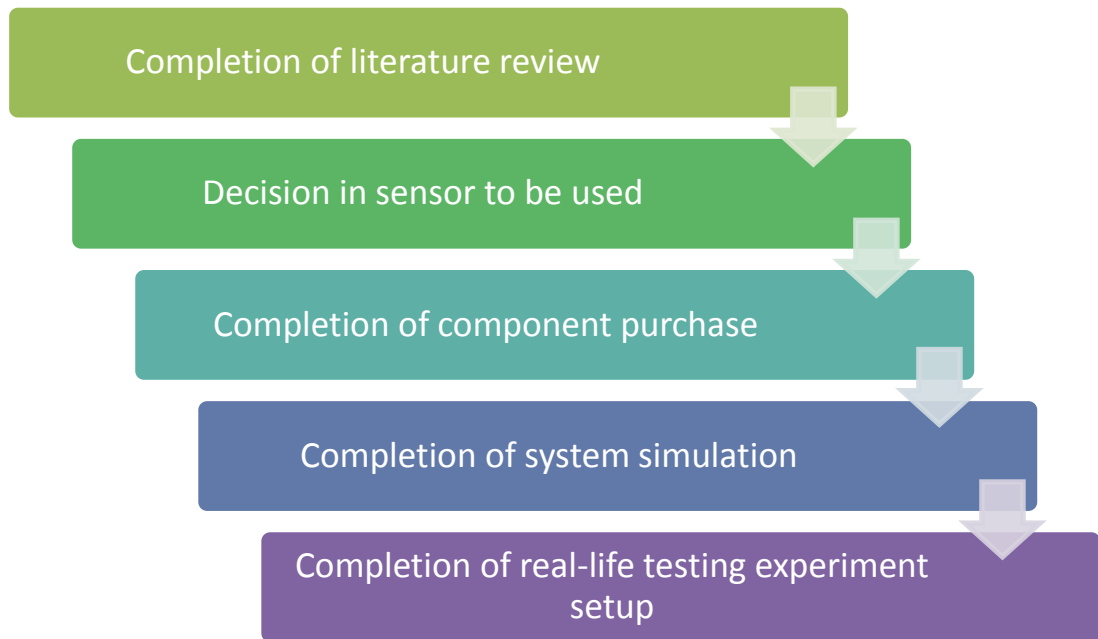 Completion of literature review
Decision in sensor to be used
Completion of component purchase
Completion of system simulation
Completion of real-life testing experiment
setup